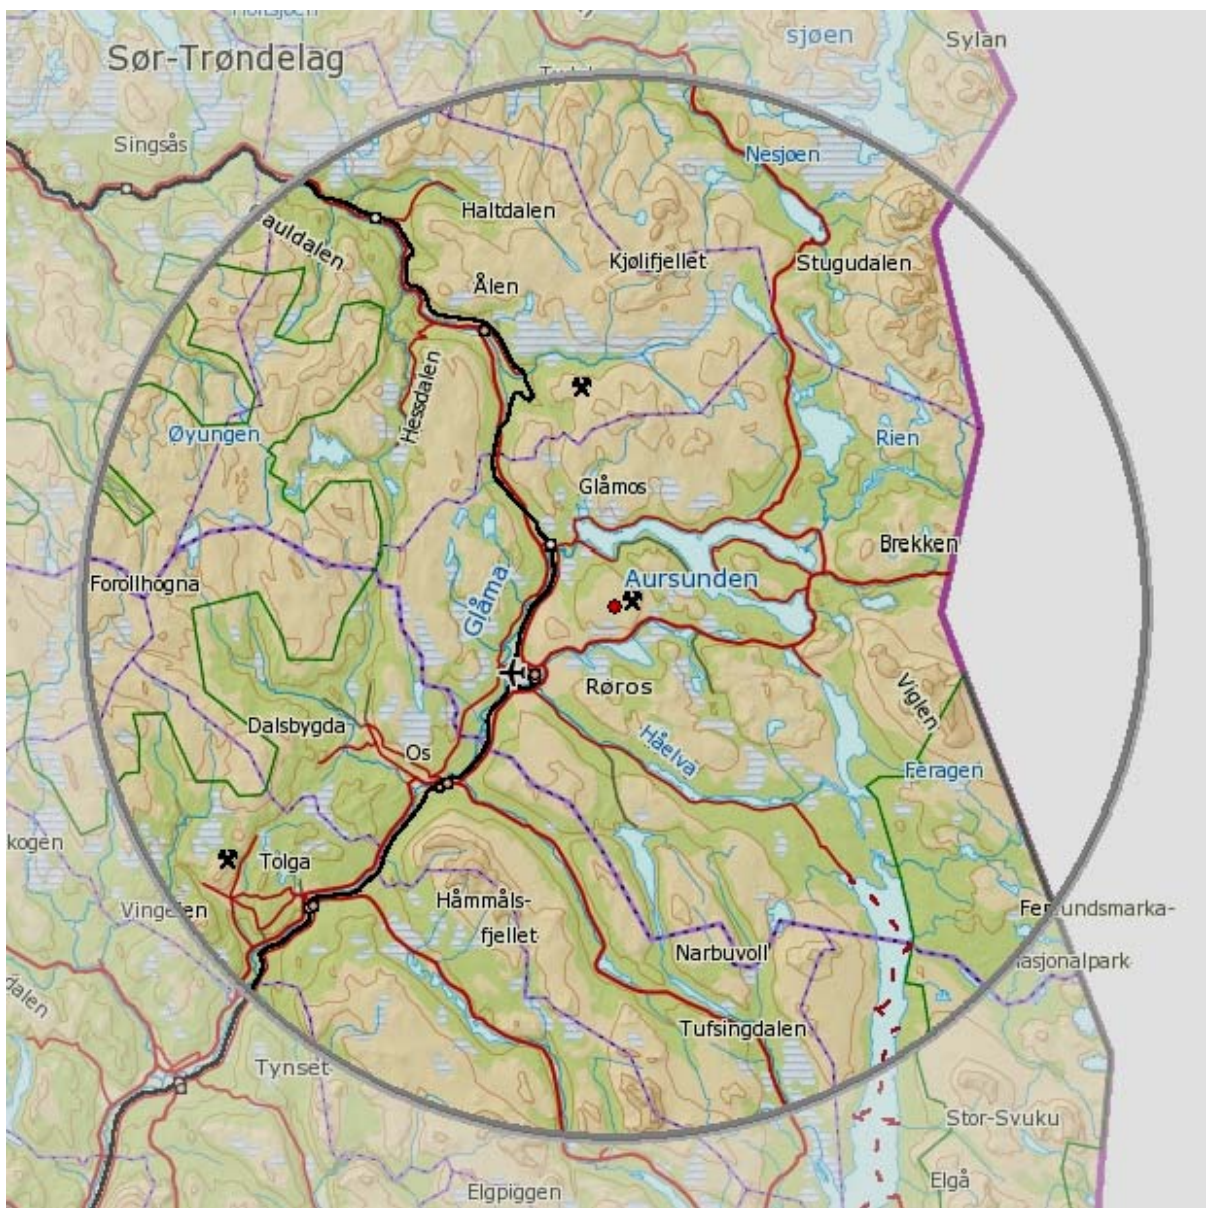 sjøen
Sylan
Sør-Trøndelag
Singsås
Nesjøen
Haltdalen
auldalen
Kjølifjellet
Stugudalen
Ålen
Hessdalen
Øyungen
Rien
Glåmos
Brekken
Aursunden
Forollhogna
Glåma
Røros
Viglen
Dalsbygda
Os
Håelva
Feragen
kogen
Tolga
Vingelen
Håmmåls-
fjellet
Narbuvoll
Femundsmarka-
nasjonalpark
dalen
Tufsingdalen
Tynset
Stor-Svuku
Elgå
Elgpiggen